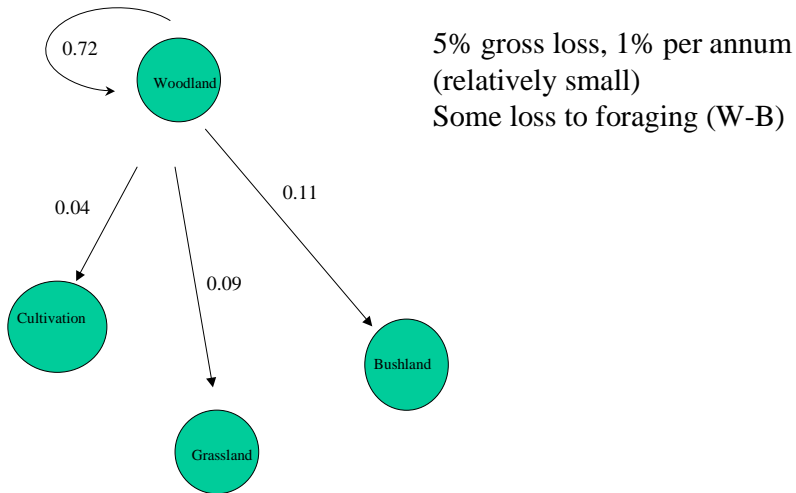 5% gross loss, 1% per annum
(relatively small)
Some loss to foraging (W-B)
0.72
Woodland
0.04
0.09
0.11
Cultivation
Grassland
Bushland